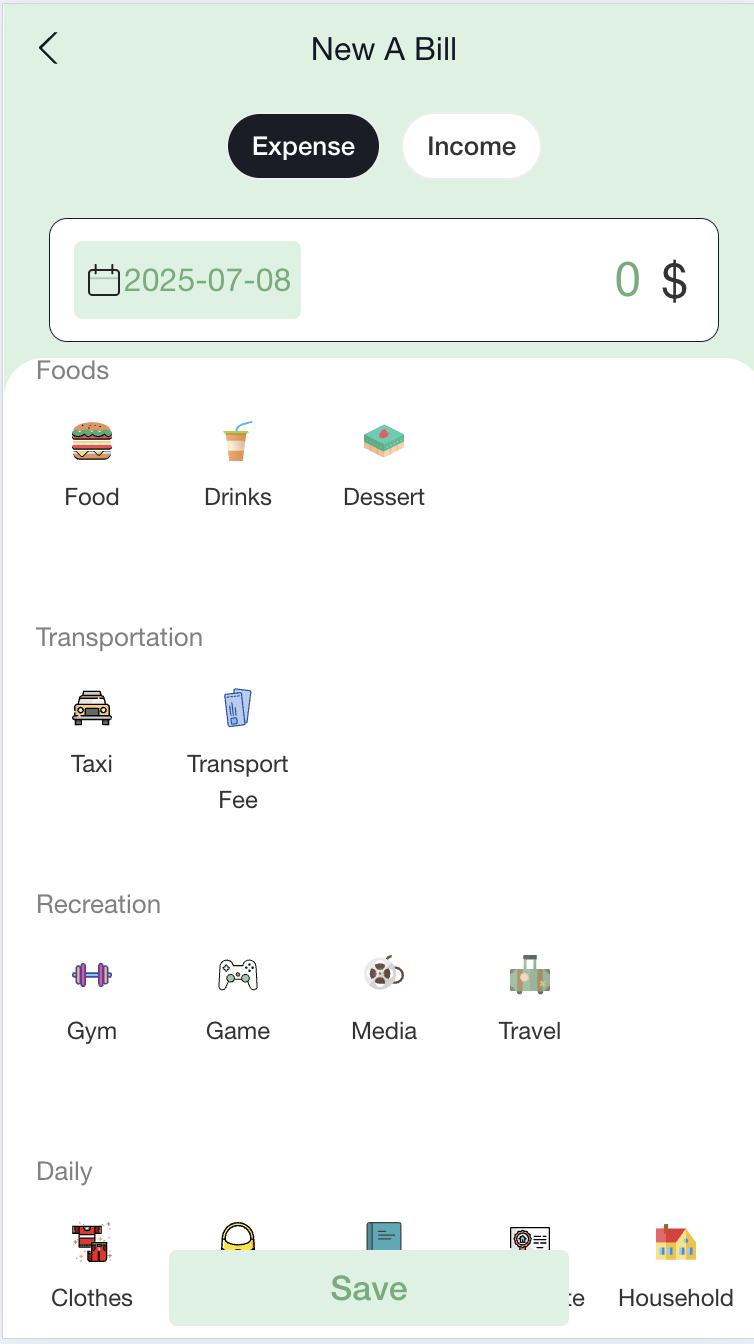 New A Bill
Expense Income
2025-07-08 0 $
Foods
Food Drinks Dessert
Transportation
Taxi Transport
Fee
Recreation
Gym Game Media Travel
Daily
Clothes Save te Household